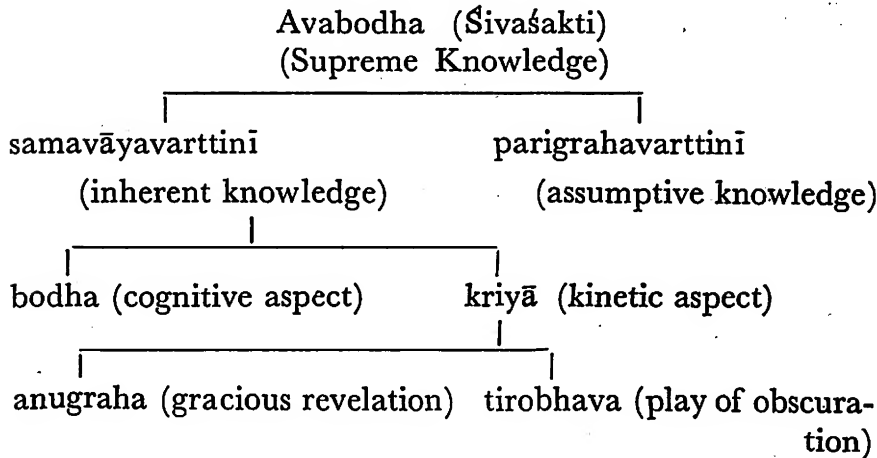 Avabodha (Śivaśakti)
(Supreme Knowledge)
samavāyavarttinī parigrahavarttinī
(inherent knowledge) (assumptive knowledge)
bodha (cognitive aspect) kriyā (kinetic aspect)
anugraha (gracious revelation) tirobhava (play of obscura-
tion)